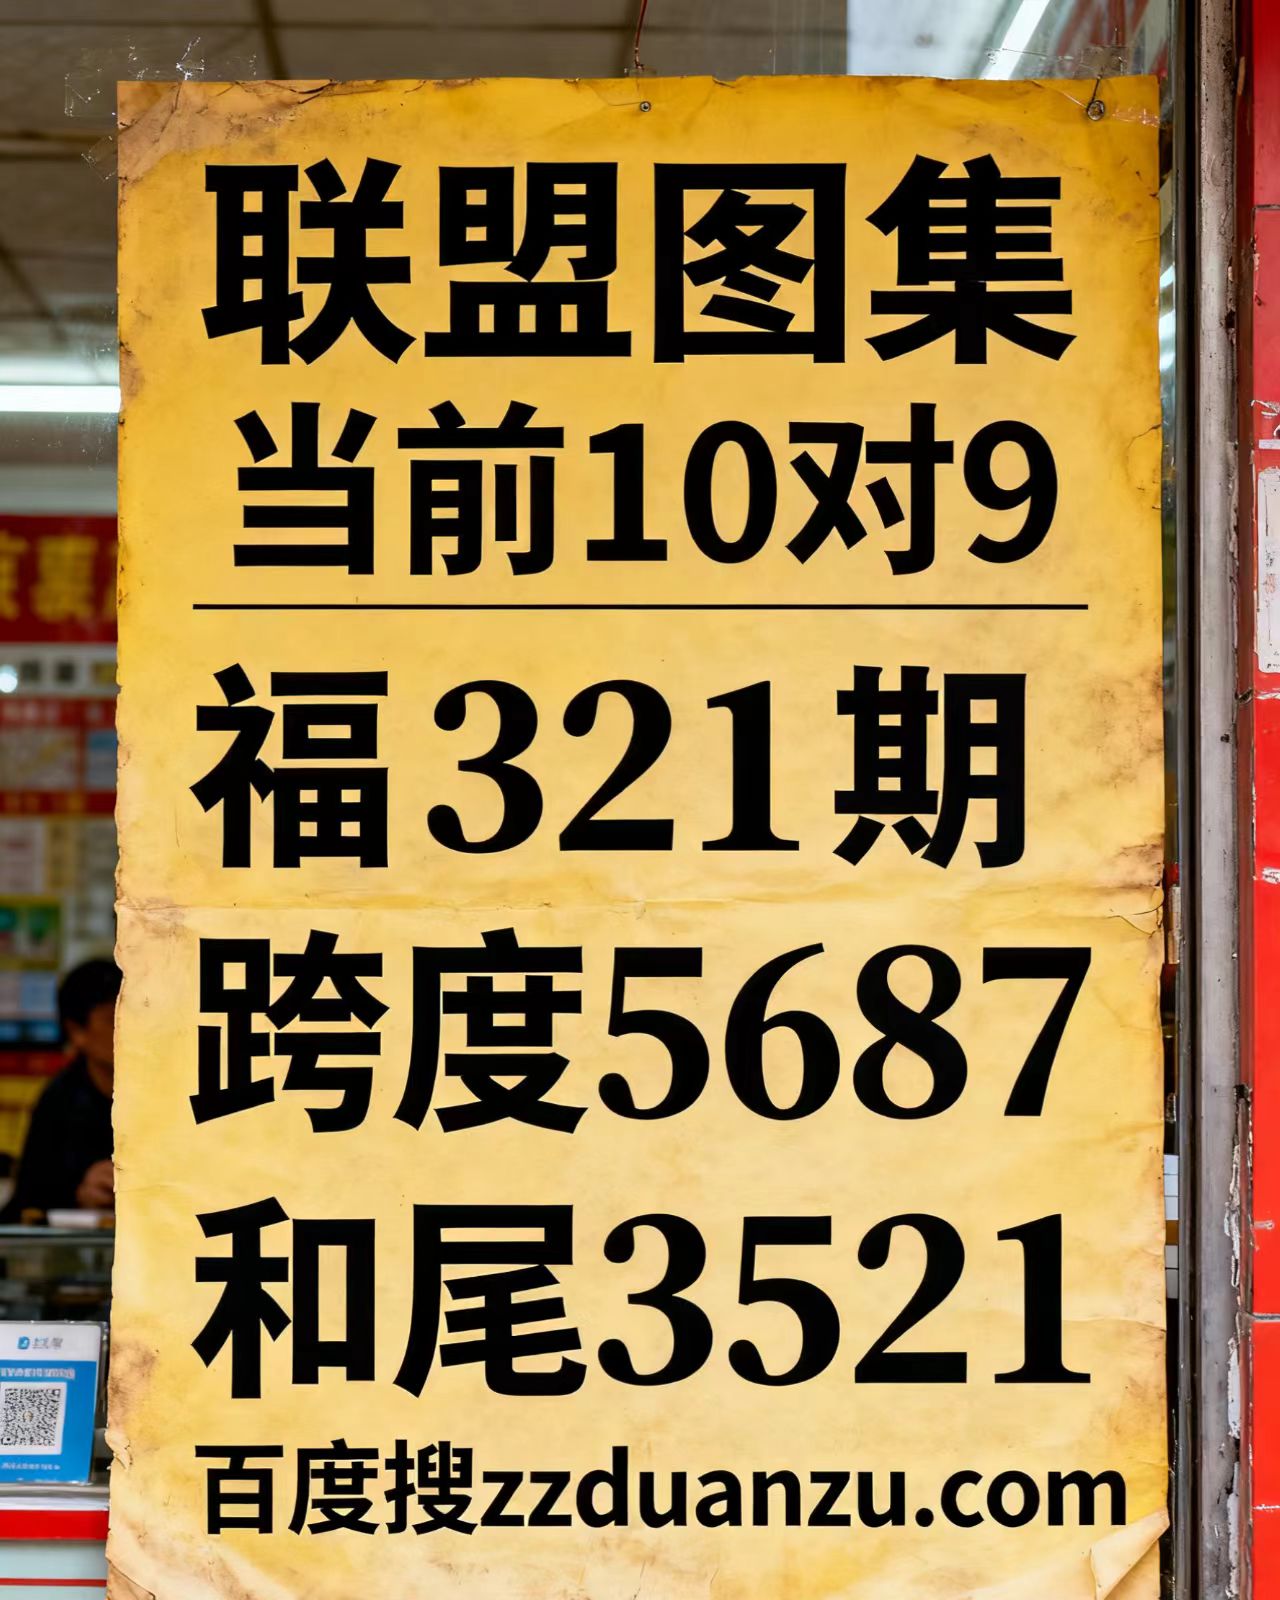 联盟图集
当前10对9
福321期
跨度5687
和尾3521
百度搜zzduanzu.com